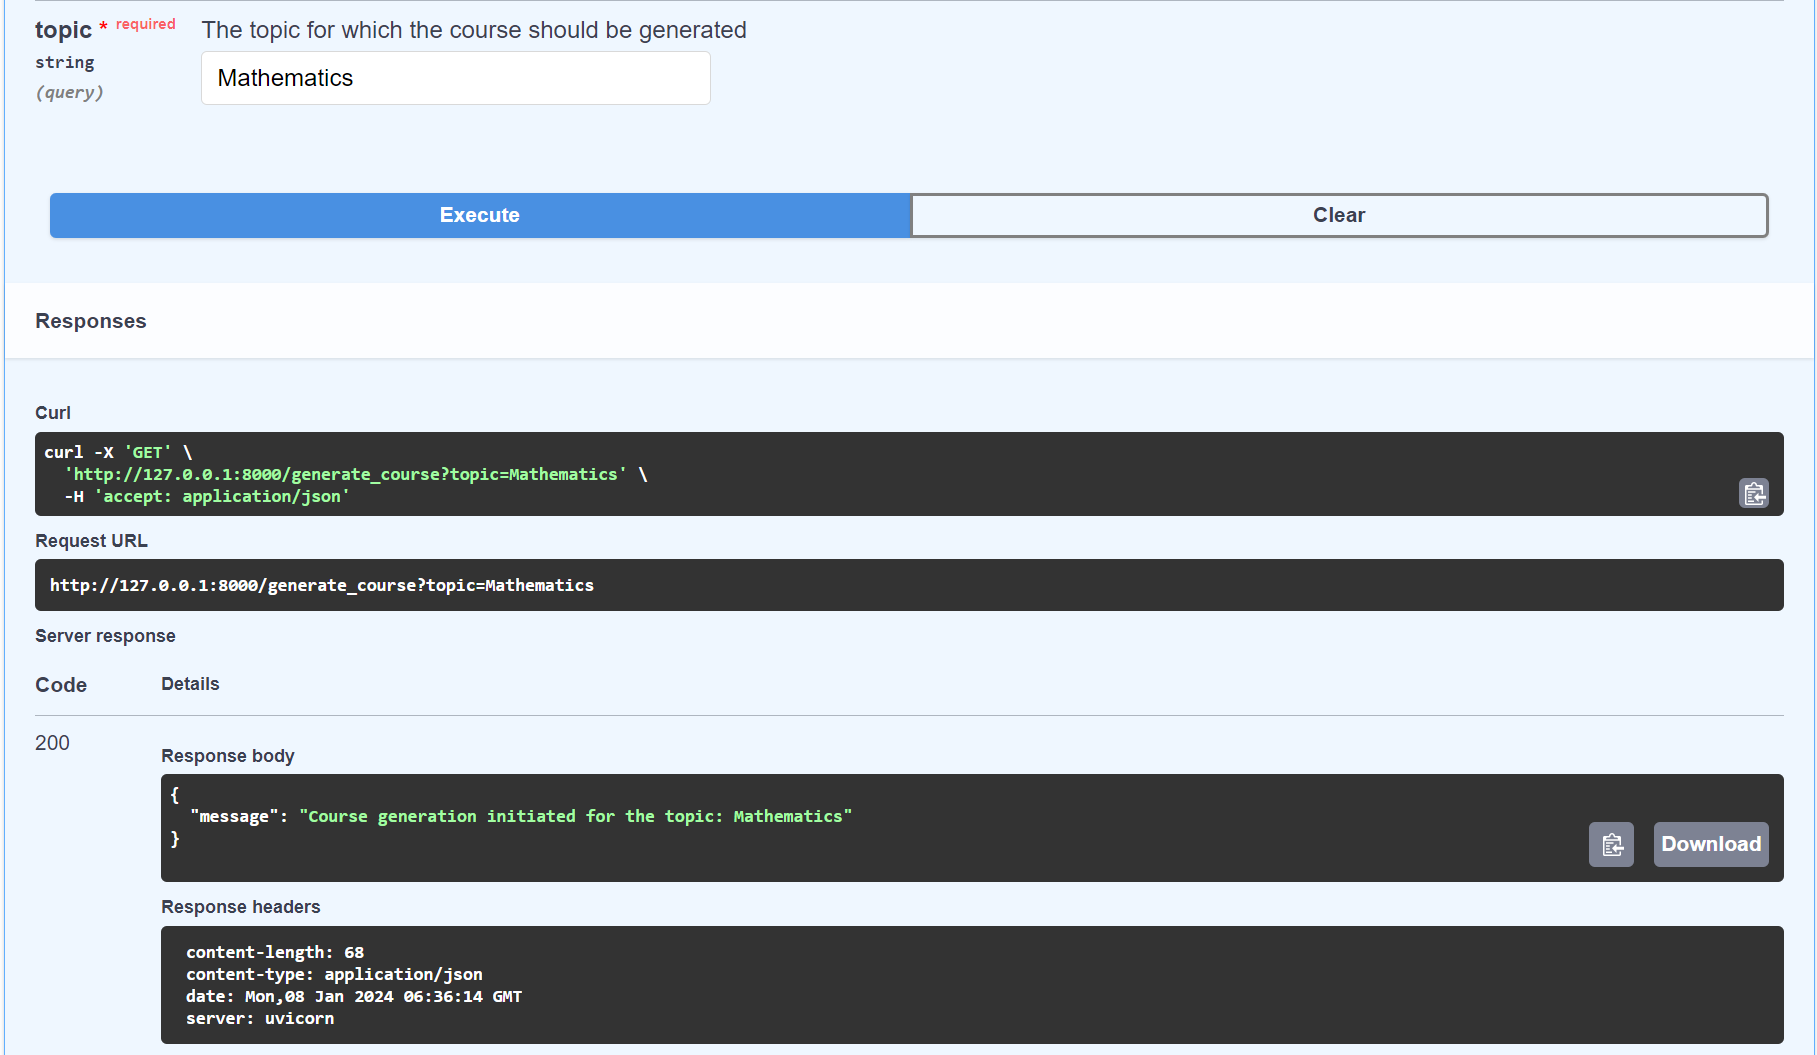 topic * required
The topic for which the course should be generated
string
(query)
Mathematics
Execute
Clear
Responses
Curl
curl -X 'GET' \
'http://127.0.0.1:8000/generate_course?topic=Mathematics' \
-H 'accept: application/json'
Request URL
http://127.0.0.1:8000/generate_course?topic=Mathematics
Server response
Code
Details
200
Response body
{
"message": "Course generation initiated for the topic: Mathematics"
}
Download
Response headers
content-length: 68
content-type: application/json
date: Mon,08 Jan 2024 06:36:14 GMT
server: uvicorn